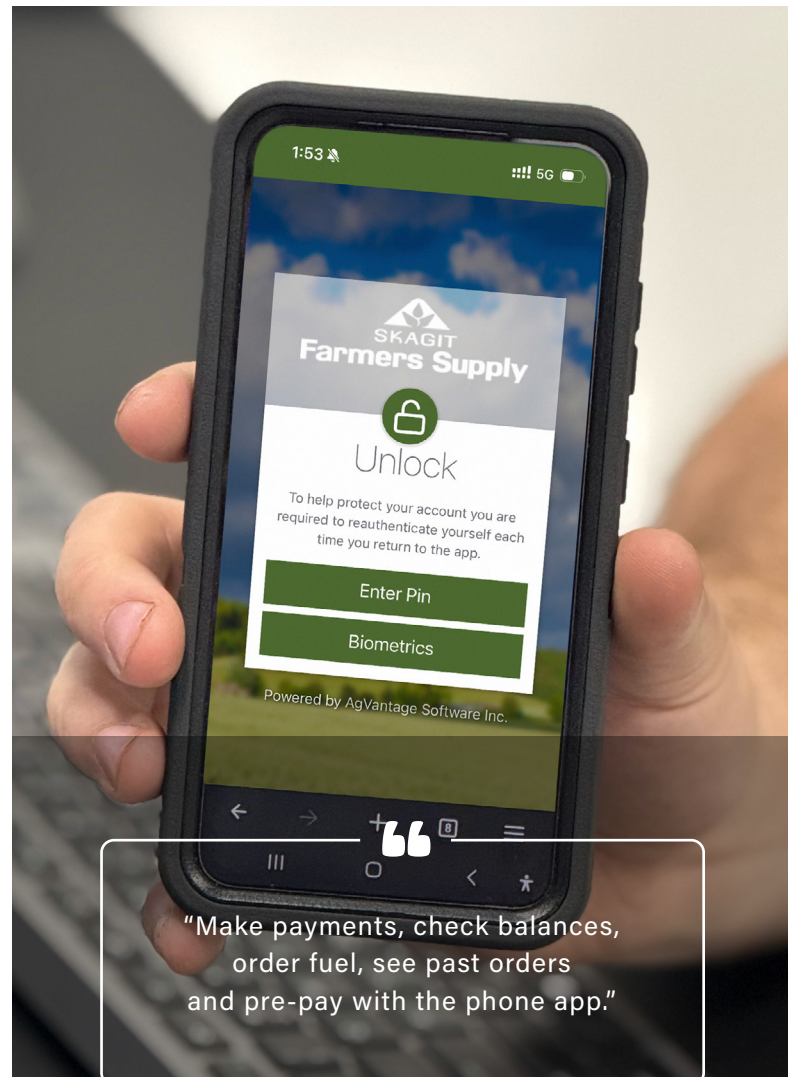 1:53
5G
SKAGIT
Farmers Supply
Unlock
To help protect your account you are
required to reauthenticate yourself each
time you return to the app.
Enter Pin
Biometrics
Powered by AgVantage Software Inc.
8
“Make payments, check balances,
order fuel, see past orders
and pre-pay with the phone app.”